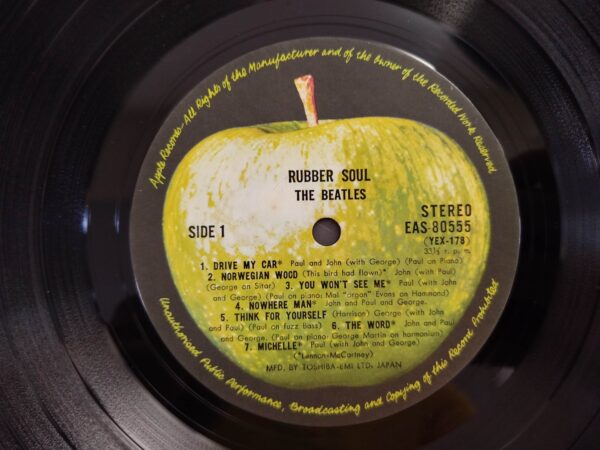 Apple Records-All Rights of the Manufacturer and of the Owner of the Recorded Work Reserved
RUBBER SOUL
THE BEATLES
SIDE 1
STEREO
EAS-80555
(YEX-178)
33⅓ r. p. m.
1. DRIVE MY CAR* Paul and John (with George) (Paul on Piano)
2. NORWEGIAN WOOD (This bird had flown)* John (with Paul)
(George on Sitar) 3. YOU WON'T SEE ME* Paul (with John
and George) (Paul on piano: Mal "organ" Evans on Hammond)
4. NOWHERE MAN* John and Paul and George.
5. THINK FOR YOURSELF (Harrison) George (with John
and Paul) (Paul on fuzz Bass) 6. THE WORD* John and Paul
and George. (Paul on piano George Martin on harmonium)
7. MICHELLE* Paul (with John and George)
(*Lennon-McCartney)
MFD. BY TOSHIBA-EMI LTD. JAPAN
Unauthorized Public Performance, Broadcasting and Copying of this Record Prohibited